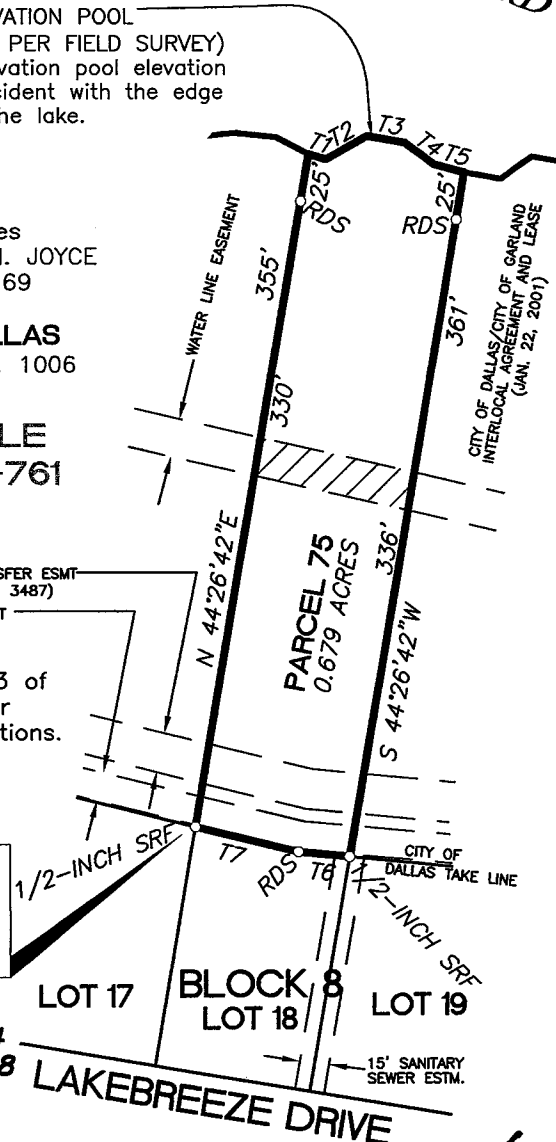 VATION POOL
PER FIELD SURVEY)
vation pool elevation
cident with the edge
he lake.
T1
T2
T3
T4
T5
25'
RDS
25'
RDS
WATER LINE EASEMENT
355'
330'
361'
CITY OF DALLAS/CITY OF GARLAND
INTERLOCAL AGREEMENT AND LEASE
(JAN. 22, 2001)
es
. JOYCE
69
LLAS
. 1006
LE
-761
N 44°26'42"E
PARCEL 75
0.679 ACRES
336'
S 44°26'42"W
SFER ESMT
3487)
T
3 of
r
tions.
1/2-INCH SRF
T7
RDS
T6
CITY OF
DALLAS TAKE LINE
1/2-INCH SRF
LOT 17
BLOCK 8
LOT 18
LOT 19
15' SANITARY
SEWER ESTM.
8
LAKEBREEZE DRIVE